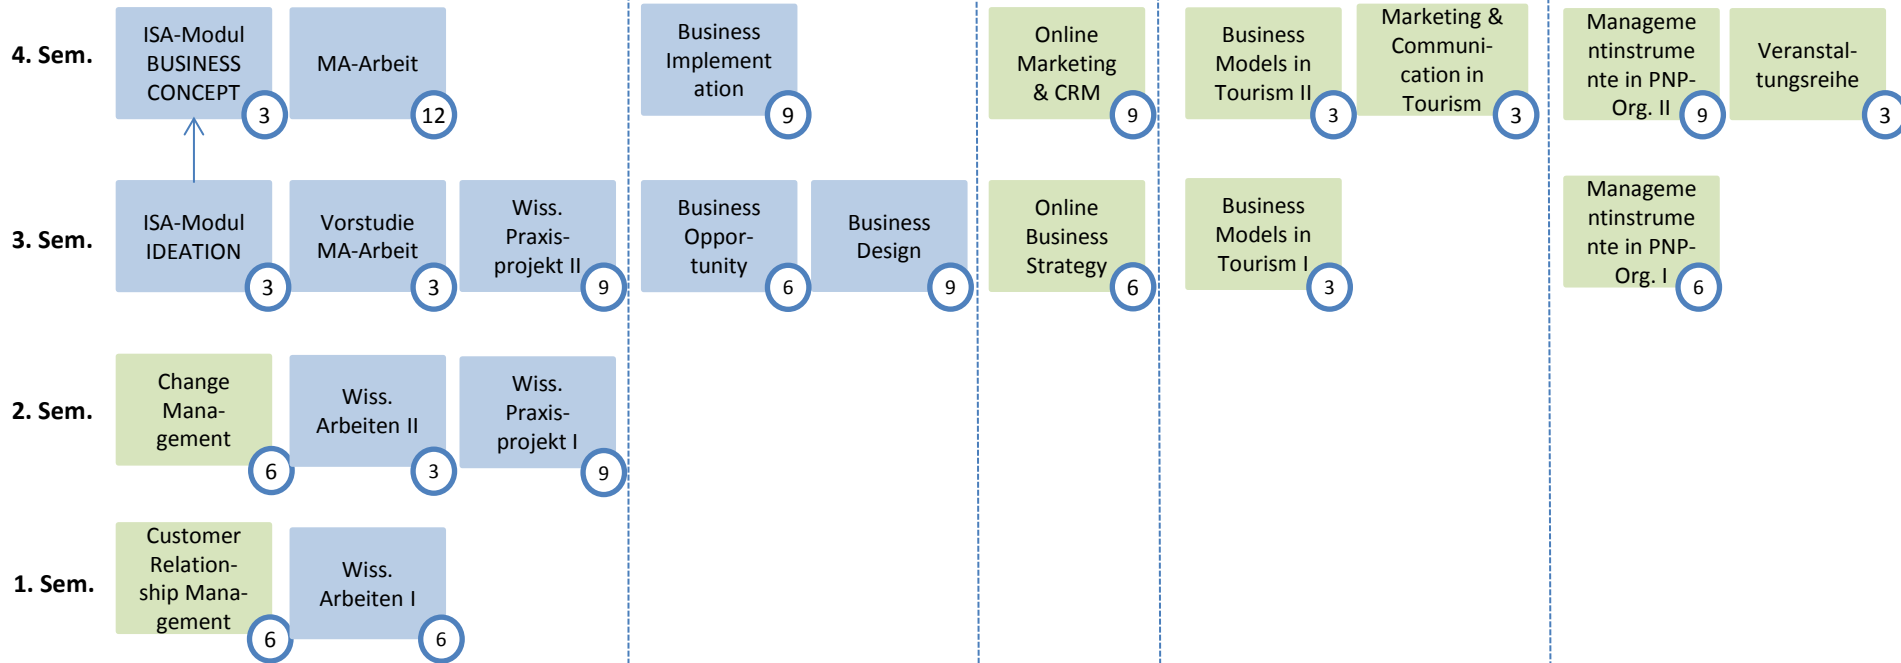 4. Sem.
ISA-Modul
BUSINESS
CONCEPT
3
MA-Arbeit
12
Business
Implement
ation
9
Online
Marketing
& CRM
9
Business
Models in
Tourism II
3
Marketing &
Communi-
cation in
Tourism
3
Manageme
ntinstrume
nte in PNP-
Org. II
9
Veranstal-
tungsreihe
3
3. Sem.
ISA-Modul
IDEATION
3
Vorstudie
MA-Arbeit
3
Wiss.
Praxis-
projekt II
9
Business
Oppor-
tunity
6
Business
Design
9
Online
Business
Strategy
6
Business
Models in
Tourism I
3
Manageme
ntinstrume
nte in PNP-
Org. I
6
2. Sem.
Change
Mana-
gement
6
Wiss.
Arbeiten II
3
Wiss.
Praxis-
projekt I
9
1. Sem.
Customer
Relation-
ship Mana-
gement
6
Wiss.
Arbeiten I
6